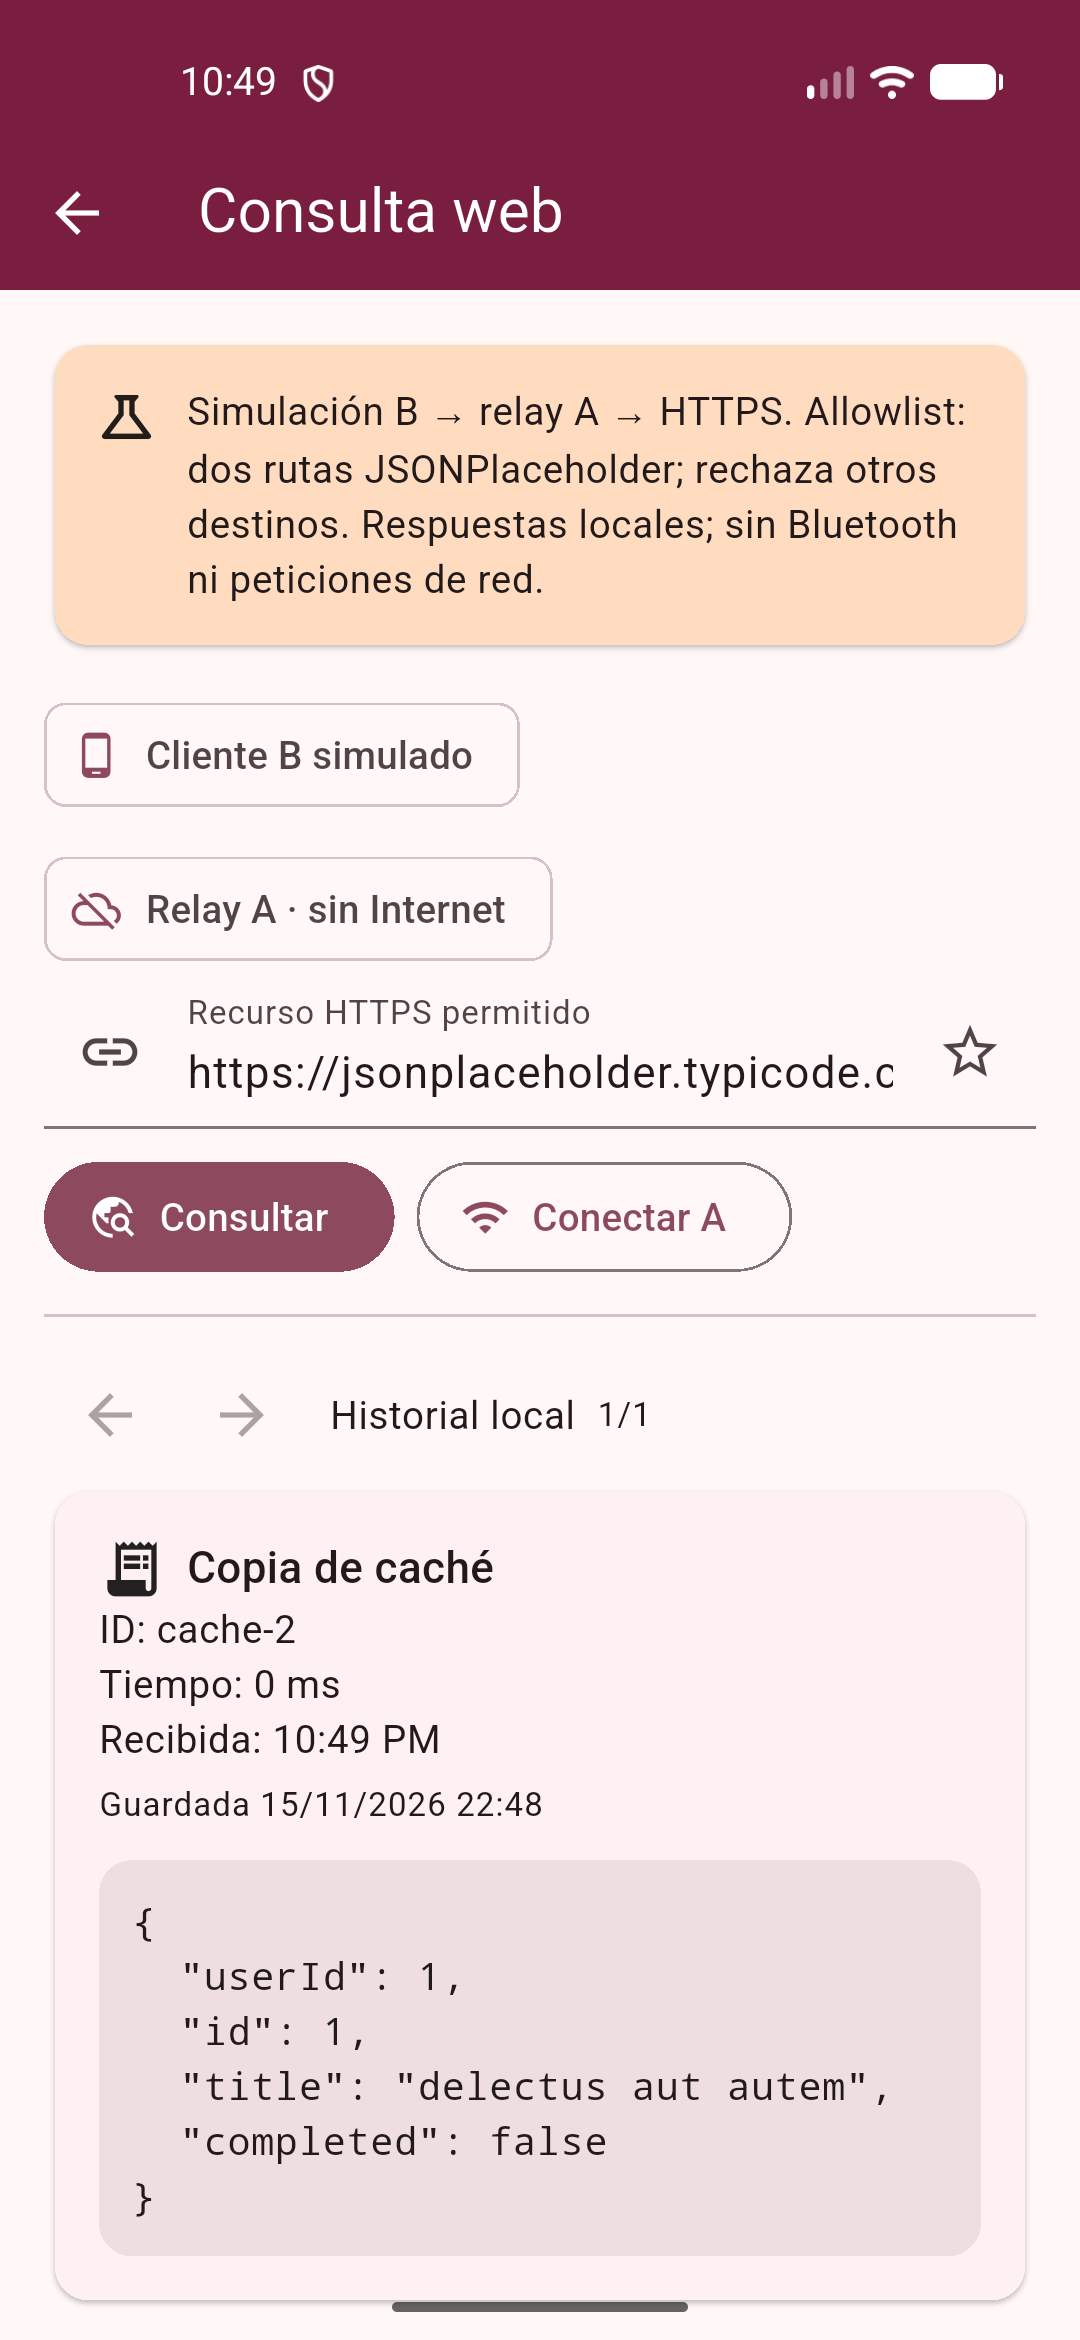 10:49
Consulta web
Simulación B → relay A → HTTPS. Allowlist:
dos rutas JSONPlaceholder; rechaza otros
destinos. Respuestas locales; sin Bluetooth
ni peticiones de red.
Cliente B simulado
Relay A · sin Internet
Recurso HTTPS permitido
https://jsonplaceholder.typicode.c
Consultar
Conectar A
Historial local 1/1
Copia de caché
ID: cache-2
Tiempo: 0 ms
Recibida: 10:49 PM
Guardada 15/11/2026 22:48
{
  "userId": 1,
  "id": 1,
  "title": "delectus aut autem",
  "completed": false
}